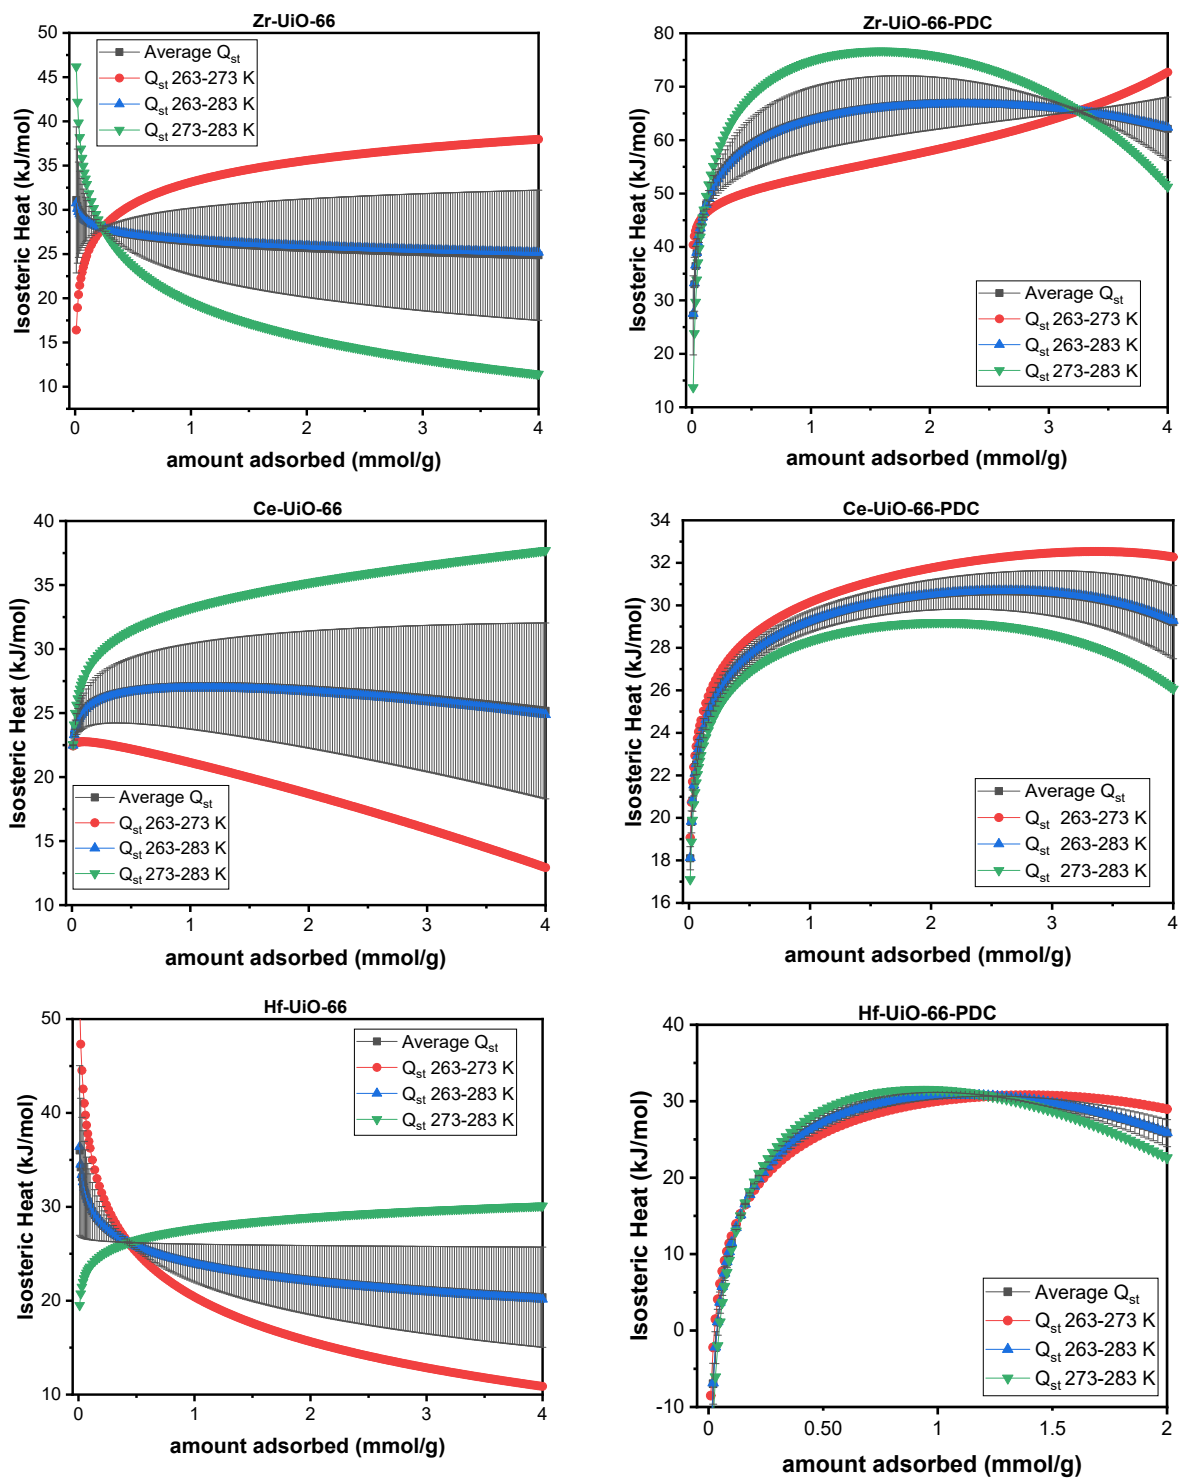 Zr-UiO-66
50
45
40
35
30
25
20
15
10
Isosteric Heat (kJ/mol)
Average Qst
Qst 263-273 K
Qst 263-283 K
Qst 273-283 K
0 1 2 3 4
amount adsorbed (mmol/g)
Zr-UiO-66-PDC
80
70
60
50
40
30
20
10
Isosteric Heat (kJ/mol)
Average Qst
Qst 263-273 K
Qst 263-283 K
Qst 273-283 K
0 1 2 3 4
amount adsorbed (mmol/g)
Ce-UiO-66
40
35
30
25
20
15
10
Isosteric Heat (kJ/mol)
Average Qst
Qst 263-273 K
Qst 263-283 K
Qst 273-283 K
0 1 2 3 4
amount adsorbed (mmol/g)
Ce-UiO-66-PDC
34
32
30
28
26
24
22
20
18
16
Isosteric Heat (kJ/mol)
Average Qst
Qst 263-273 K
Qst 263-283 K
Qst 273-283 K
0 1 2 3 4
amount adsorbed (mmol/g)
Hf-UiO-66
50
40
30
20
10
Isosteric Heat (kJ/mol)
Average Qst
Qst 263-273 K
Qst 263-283 K
Qst 273-283 K
0 1 2 3 4
amount adsorbed (mmol/g)
Hf-UiO-66-PDC
40
30
20
10
0
-10
Isosteric Heat (kJ/mol)
Average Qst
Qst 263-273 K
Qst 263-283 K
Qst 273-283 K
0 0.50 1 1.5 2
amount adsorbed (mmol/g)